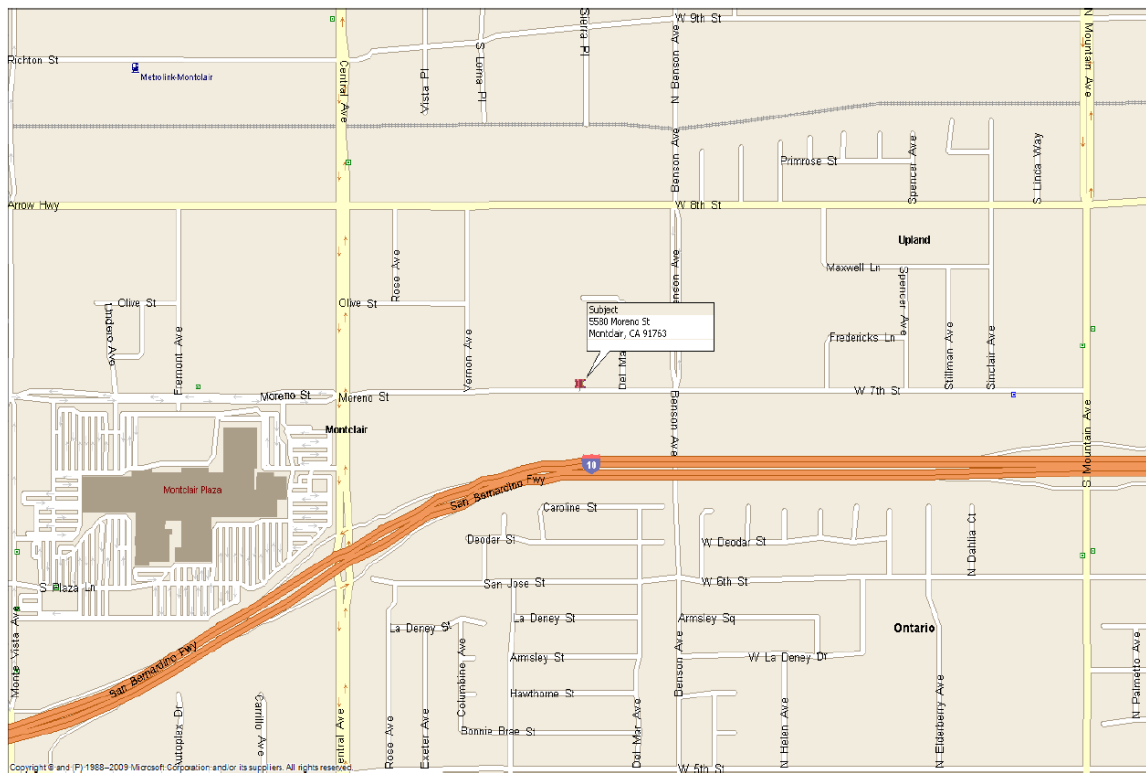 W 9th St
N Mountain Ave
Sierra Pl
S Loma Pl
Vista Pl
N Benson Ave
Central Ave
Richton St
Metrolink-Montclair
Benson Ave
Primrose St
Spencer Ave
S Linda Way
Arrow Hwy
W 8th St
Upland
Rose Ave
Maxwell Ln
Benson Ave
Spencer Ave
Olive St
Olive St
Lindero Ave
Fremont Ave
Vernon Ave
Subject
5580 Moreno St
Montclair, CA 91763
Fredericks Ln
Stillman Ave
Sinclair Ave
Moreno St
Moreno St
W 7th St
Montclair
Benson Ave
S Mountain Ave
10
San Bernardino Fwy
Montclair Plaza
Caroline St
Deodar St
W Deodar St
N Dahlia Ct
S Plaza Ln
San Jose St
W 6th St
La Deney St
La Deney St
Armsley Sq
Ontario
Monte Vista Ave
San Bernardino Fwy
Columbine Ave
Armsley St
Benson Ave
W La Deney Dr
N Palmetto Ave
Hawthorne St
Autoplex Dr
Carrillo Ave
Central Ave
Rose Ave
Exeter Ave
Bonnie Brae St
Del Mar Ave
N Helen Ave
N Elderberry Ave
W 5th St
Copyright © and (P) 1988–2009 Microsoft Corporation and/or its suppliers. All rights reserved.